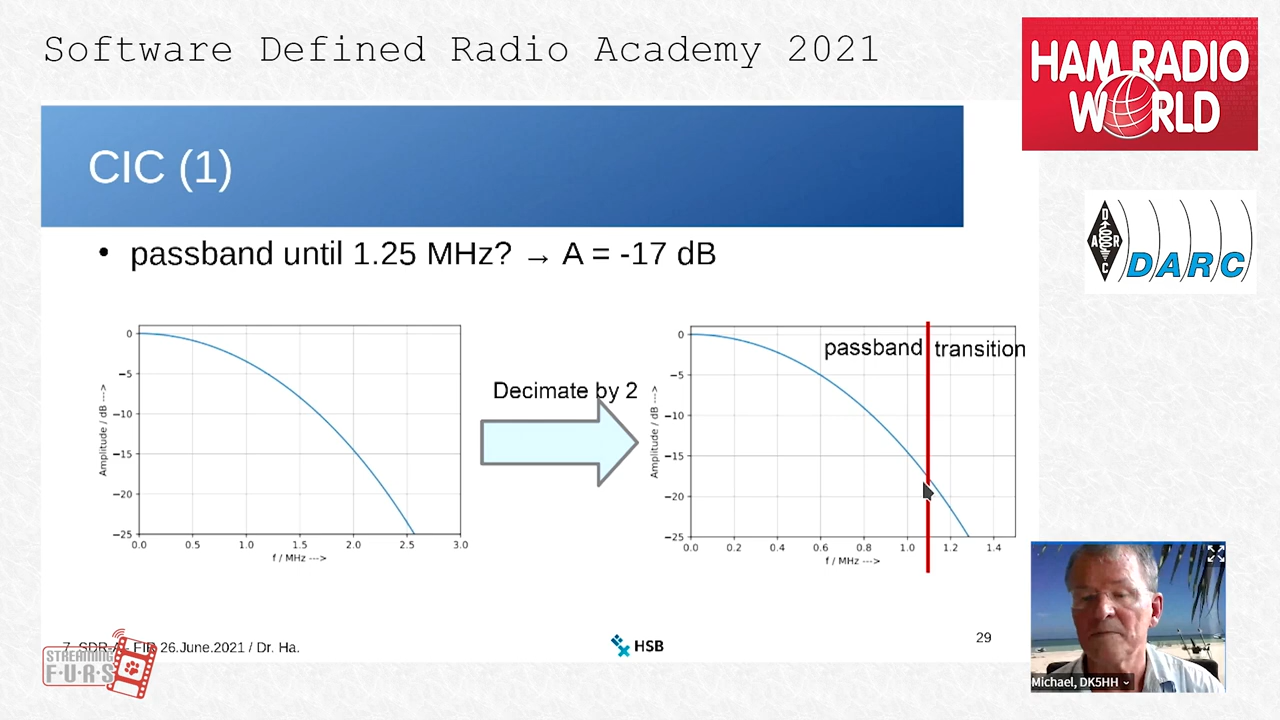 Software Defined Radio Academy 2021
HAM RADIO
WORLD
CIC (1)
DARC
DARC
• passband until 1.25 MHz? → A = -17 dB
Decimate by 2
passband
transition
0
−5
−10
−15
−20
−25
Amplitude / dB --->
0.0 0.5 1.0 1.5 2.0 2.5 3.0
f / MHz --->
0
−5
−10
−15
−20
−25
Amplitude / dB --->
0.0 0.2 0.4 0.6 0.8 1.0 1.2 1.4
f / MHz --->
26.June.2021 / Dr. Ha.
HSB
29
STREAMING
F·U·R·S
Michael, DK5HH